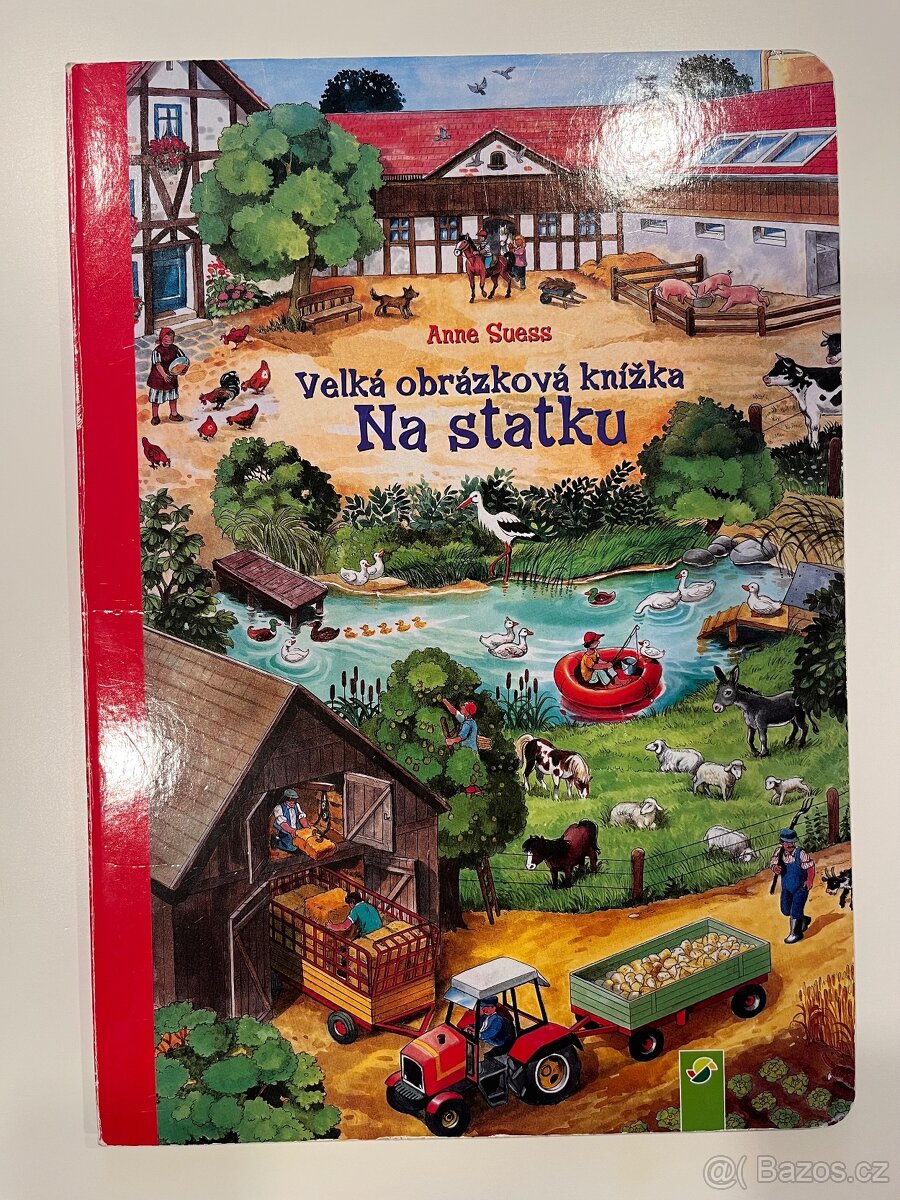 Anne Suess
Velká obrázková knížka
Na statku
@( Bazos.cz